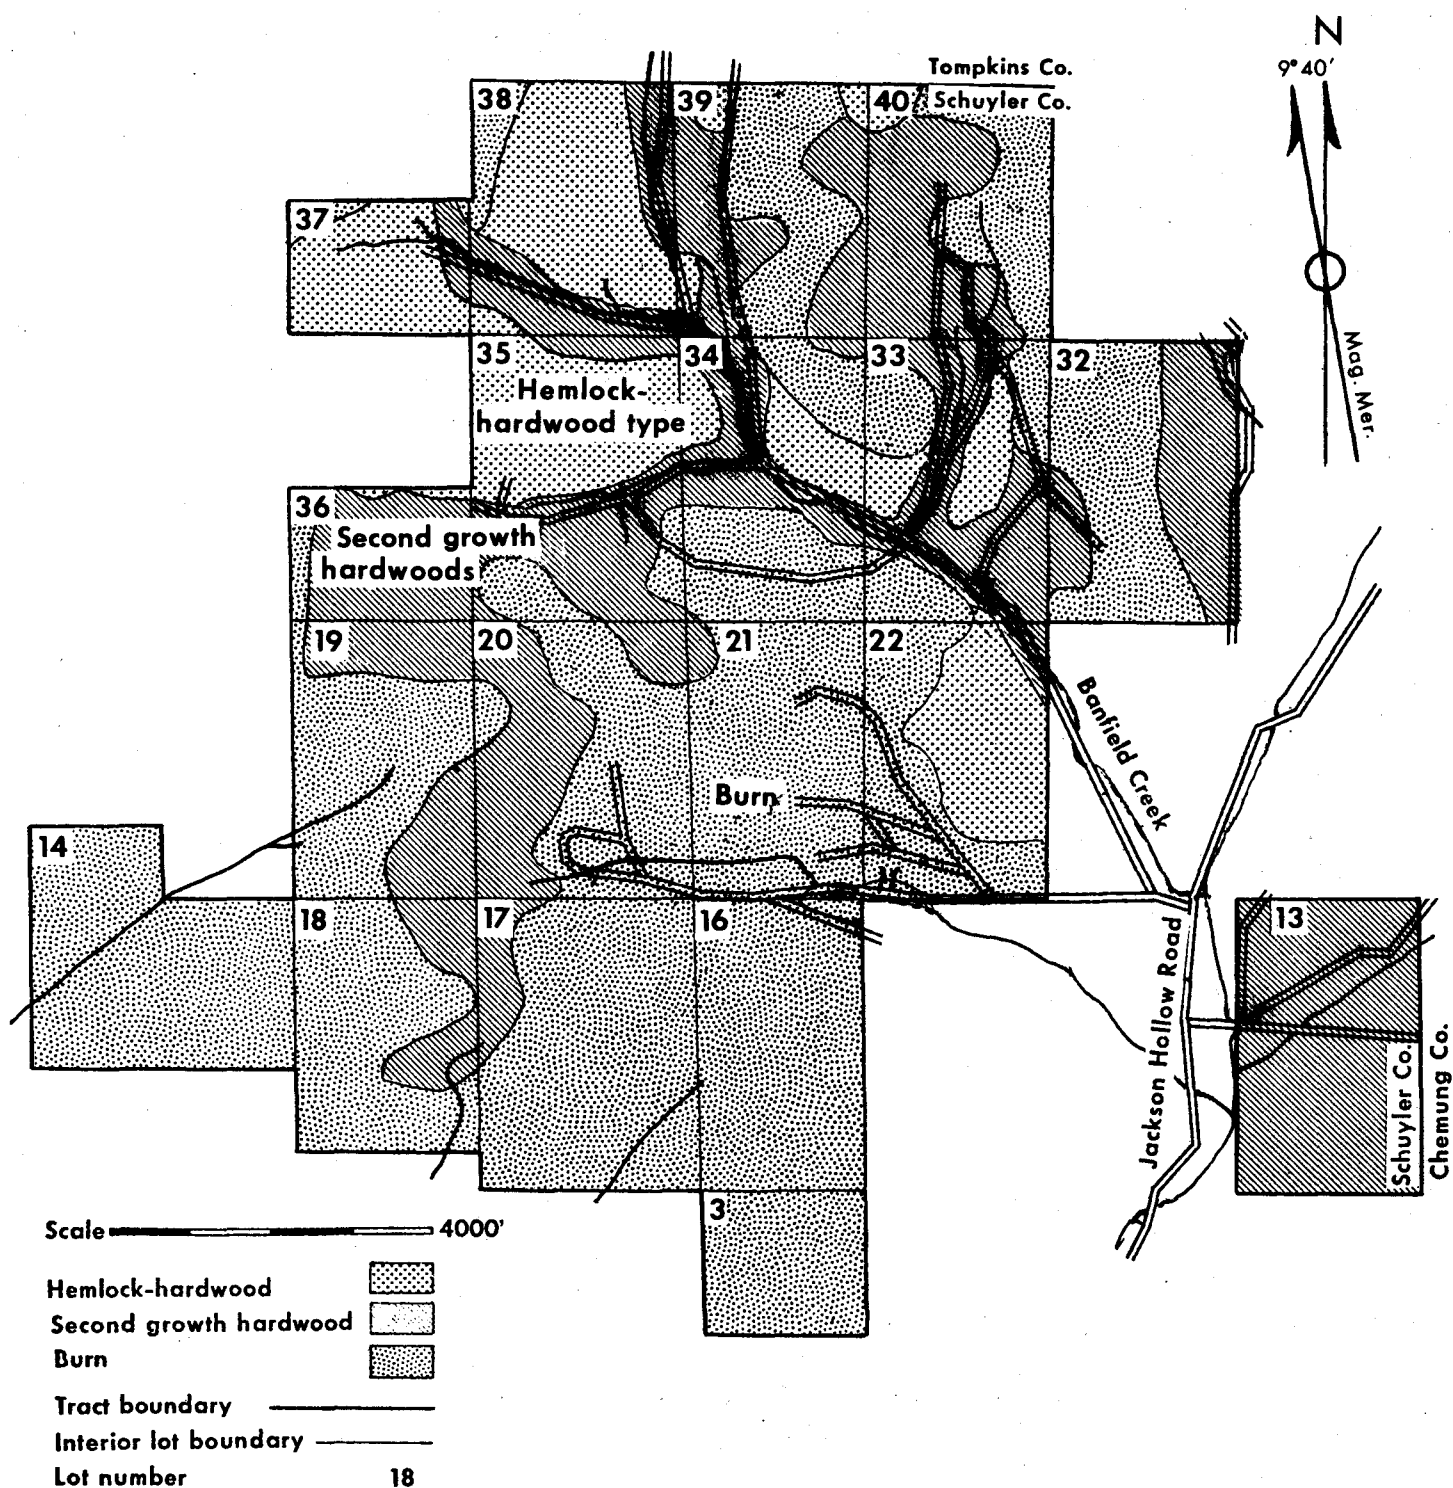 N
9°40'
Mag. Mer.
Tompkins Co.
Schuyler Co.
38
39
40
37
35
34
33
32
Hemlock-
hardwood type
36
Second growth
hardwoods
19
20
21
22
Banfield Creek
Burn
14
18
17
16
13
Jackson Hollow Road
Schuyler Co.
Chemung Co.
3
Scale 4000'
Hemlock-hardwood
Second growth hardwood
Burn
Tract boundary
Interior lot boundary
Lot number 18